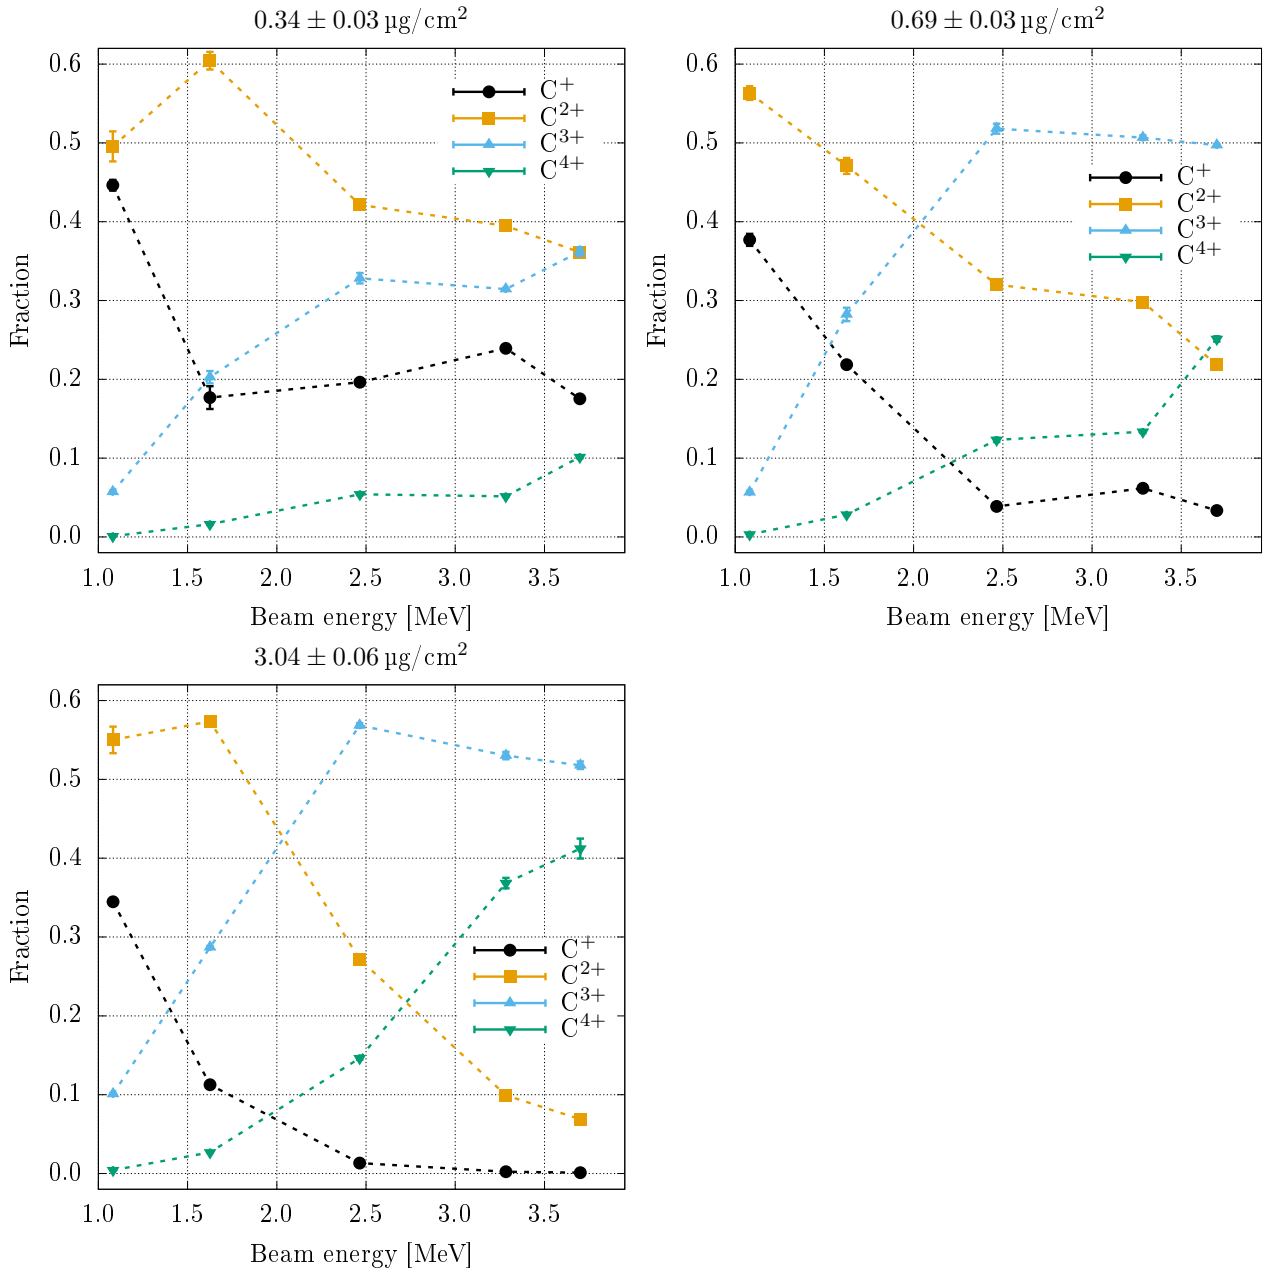 0.34 ± 0.03 µg/cm²
0.6
0.5
0.4
0.3
0.2
0.1
0.0
Fraction
C⁺
C²⁺
C³⁺
C⁴⁺
1.0 1.5 2.0 2.5 3.0 3.5
Beam energy [MeV]
0.69 ± 0.03 µg/cm²
0.6
0.5
0.4
0.3
0.2
0.1
0.0
Fraction
C⁺
C²⁺
C³⁺
C⁴⁺
1.0 1.5 2.0 2.5 3.0 3.5
Beam energy [MeV]
3.04 ± 0.06 µg/cm²
0.6
0.5
0.4
0.3
0.2
0.1
0.0
Fraction
C⁺
C²⁺
C³⁺
C⁴⁺
1.0 1.5 2.0 2.5 3.0 3.5
Beam energy [MeV]